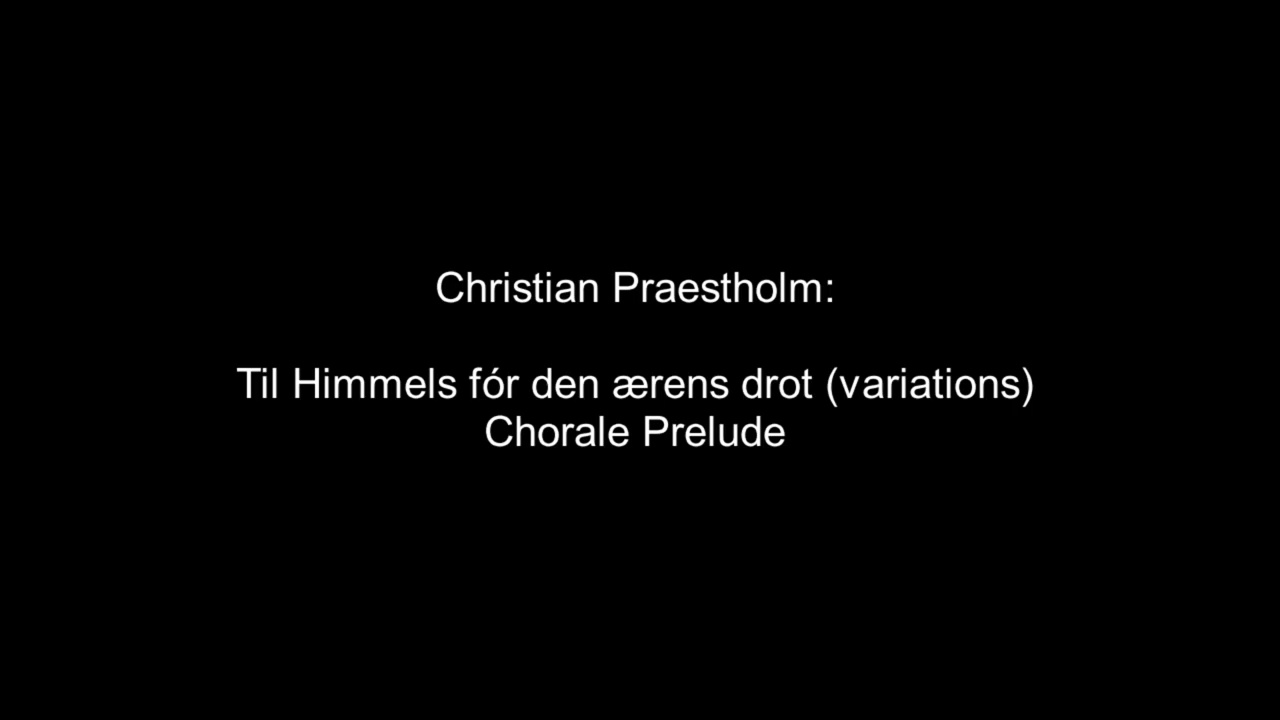 Christian Praestholm:
Til Himmels fór den ærens drot (variations)
Chorale Prelude